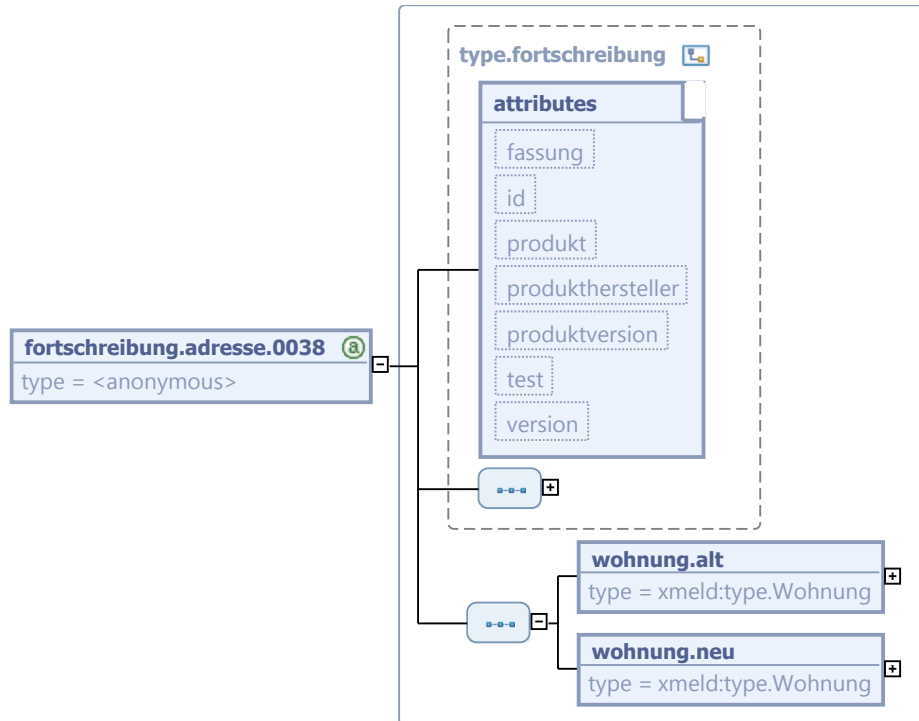 type.fortschreibung
attributes
fassung
id
produkt
produkthersteller
produktversion
test
version
fortschreibung.adresse.0038 a
type = <anonymous>
wohnung.alt
type = xmeld:type.Wohnung
wohnung.neu
type = xmeld:type.Wohnung